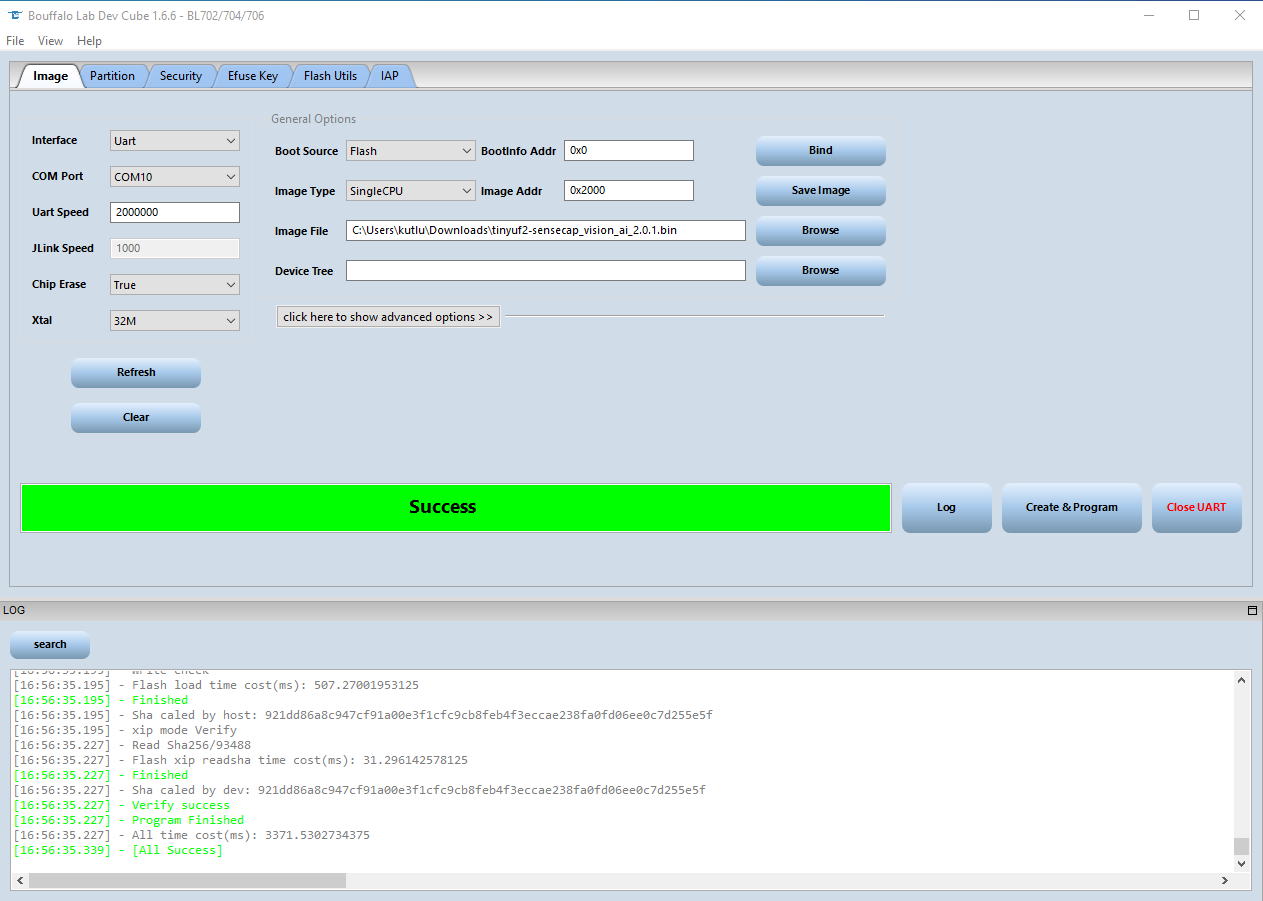 Bouffalo Lab Dev Cube 1.6.6 - BL702/704/706
File View Help
Image Partition Security Efuse Key Flash Utils IAP
General Options
Interface Uart
Boot Source Flash BootInfo Addr 0x0 Bind
COM Port COM10
Image Type SingleCPU Image Addr 0x2000 Save Image
Uart Speed 2000000
Image File C:\Users\kutlu\Downloads\tinyuf2-sensecap_vision_ai_2.0.1.bin Browse
JLink Speed 1000
Device Tree Browse
Chip Erase True
Xtal 32M
click here to show advanced options >>
Refresh
Clear
Success Log Create & Program Close UART
LOG
search
[16:56:35.195] - Write check
[16:56:35.195] - Flash load time cost(ms): 507.27001953125
[16:56:35.195] - Finished
[16:56:35.195] - Sha caled by host: 921dd86a8c947cf91a00e3f1cfc9cb8feb4f3eccae238fa0fd06ee0c7d255e5f
[16:56:35.195] - xip mode Verify
[16:56:35.227] - Read Sha256/93488
[16:56:35.227] - Flash xip readsha time cost(ms): 31.296142578125
[16:56:35.227] - Finished
[16:56:35.227] - Sha caled by dev: 921dd86a8c947cf91a00e3f1cfc9cb8feb4f3eccae238fa0fd06ee0c7d255e5f
[16:56:35.227] - Verify success
[16:56:35.227] - Program Finished
[16:56:35.227] - All time cost(ms): 3371.5302734375
[16:56:35.339] - [All Success]